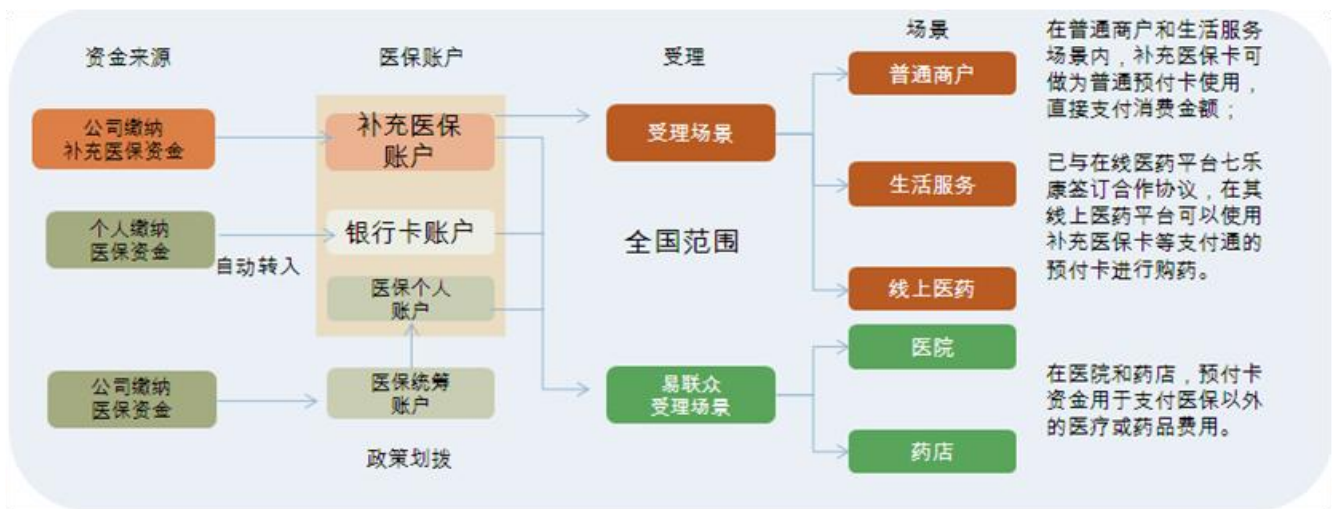 资金来源
医保账户
受理
场景
公司缴纳
补充医保资金
个人缴纳
医保资金
自动转入
公司缴纳
医保资金
补充医保
账户
银行卡账户
医保个人
账户
医保统筹
账户
政策划拨
受理场景
全国范围
易联众
受理场景
普通商户
生活服务
线上医药
医院
药店
在普通商户和生活服务
场景内，补充医保卡可
做为普通预付卡使用，
直接支付消费金额；
已与在线医药平台七乐
康签订合作协议，在其
线上医药平台可以使用
补充医保卡等支付通的
预付卡进行购药。
在医院和药店，预付卡
资金用于支付医保以外
的医疗或药品费用。